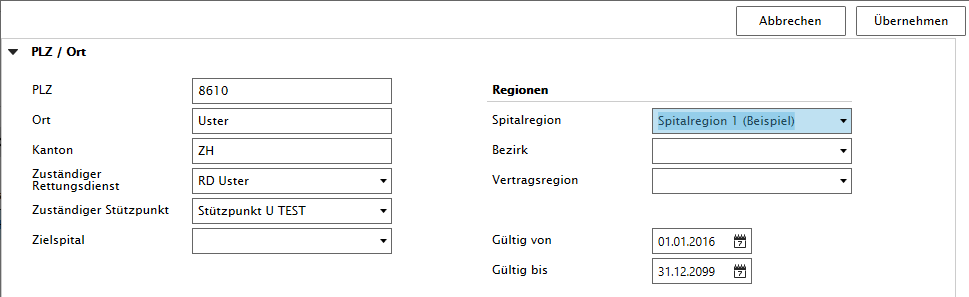 Abbrechen
Übernehmen
PLZ / Ort
PLZ
8610
Ort
Uster
Kanton
ZH
Zuständiger
Rettungsdienst
RD Uster
Zuständiger Stützpunkt
Stützpunkt U TEST
Zielspital
Regionen
Spitalregion
Spitalregion 1 (Beispiel)
Bezirk
Vertragsregion
Gültig von
01.01.2016
Gültig bis
31.12.2099